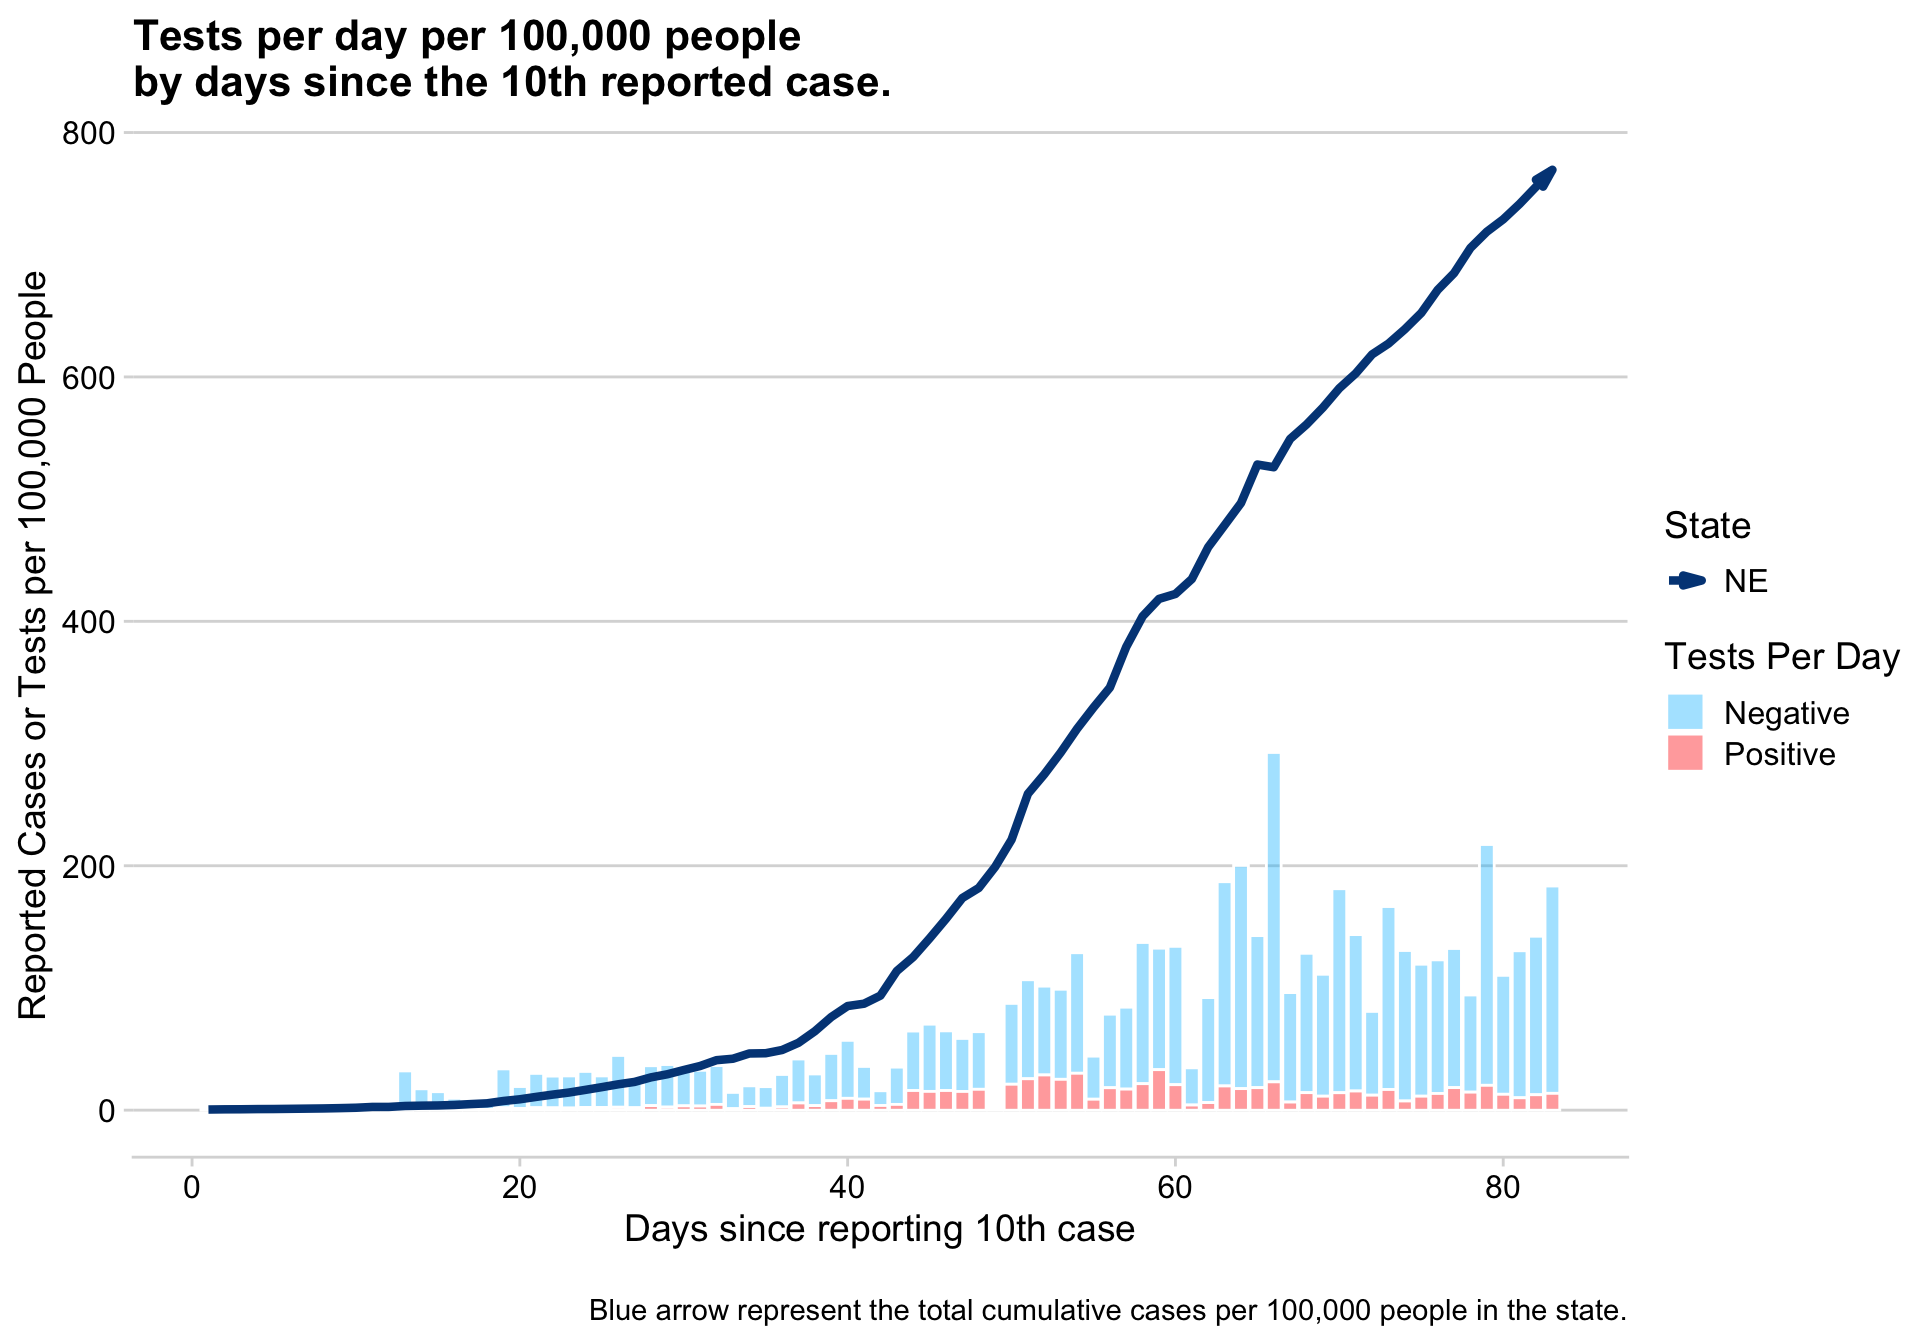 Tests per day per 100,000 people
by days since the 10th reported case.
Reported Cases or Tests per 100,000 People
800
600
400
200
0
0
20
40
60
80
Days since reporting 10th case
State
NE
Tests Per Day
Negative
Positive
Blue arrow represent the total cumulative cases per 100,000 people in the state.